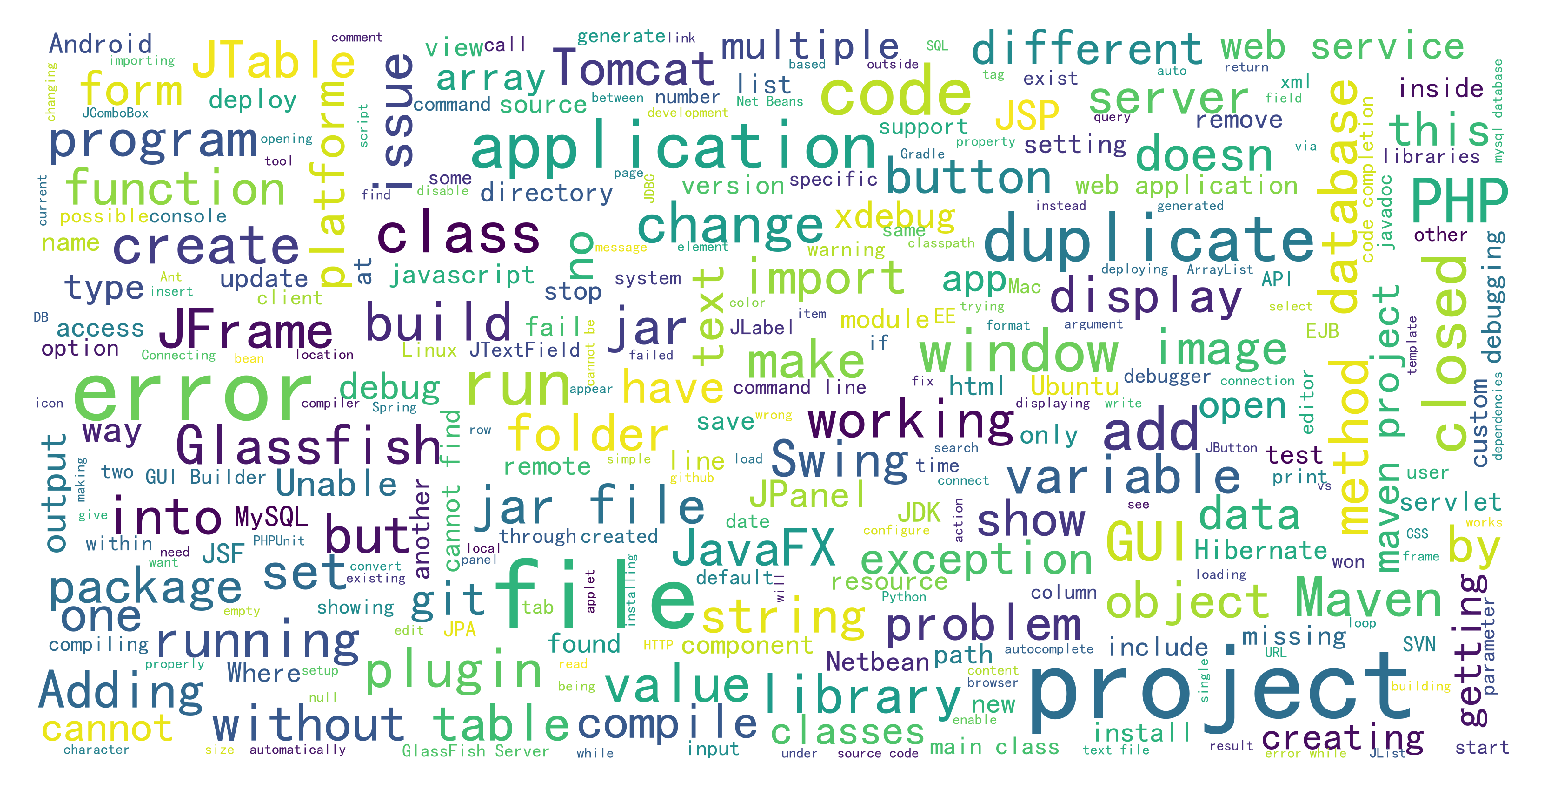 Android
importing
comment
view
call
generate
link
multiple
SQL
different
web service
changing
form
JTable
array
Tomcat
list
based
outside
code
tag
exist
auto
return
xml
inside
JComboBox
deploy
command
source
between
number
Net Beans
development
JSP
server
field
database
mysql database
program
opening
tool
platform
script
issue
application
support
property
query
setting
remove
this
libraries
Gradle
doesn
via
function
find
disable
some
directory
page
JDBC
version
specific
button
web application
code completion
javadoc
PHP
current
possible
console
class
no
change
xdebug
instead
generated
name
create
at
message
element
same
warning
classpath
duplicate
other
type
Ant
insert
update
client
javascript
stop
system
text
import
app
Mac
deploying
ArrayList
API
display
trying
select
closed
debugging
DB
access
option
JFrame
build
fail
jar
color
item
JLabel
module
EE
if
format
argument
EJB
template
Connecting
bean
location
Linux
JTextField
cannot be
failed
make
window
image
method
maven project
error
debug
run
appear
have
command line
fix
html
Ubuntu
debugger
connection
icon
compiler
Spring
save
wrong
working
displaying
write
open
editor
custom
dependencies
way
Glassfish
cannot find
row
folder
only
add
JButton
test
output
making
two
GUI Builder
Unable
remote
simple
line
github
load
Swing
search
time
connect
variable
print
vs
user
give
into
MySQL
but
another
jar file
date
JPanel
JDK
configure
action
show
see
GUI
data
servlet
CSS
works
within
want
need
JSF
PHPUnit
convert
existing
through
created
local
panel
JavaFX
exception
Hibernate
loading
won
frame
by
package
set
git
file
applet
installing
default
will
resource
Python
column
object
Maven
one
empty
showing
edit
tab
string
problem
loop
getting
parameter
compiling
running
JPA
found
HTTP
component
Netbean
path
autocomplete
include
missing
URL
SVN
properly
Where
setup
plugin
read
being
value
library
content
browser
new
project
single
building
Adding
null
cannot
without
table
compile
classes
enable
install
creating
character
size
automatically
GlassFish Server
while
input
under
source code
main class
text file
result
error while
JList
start